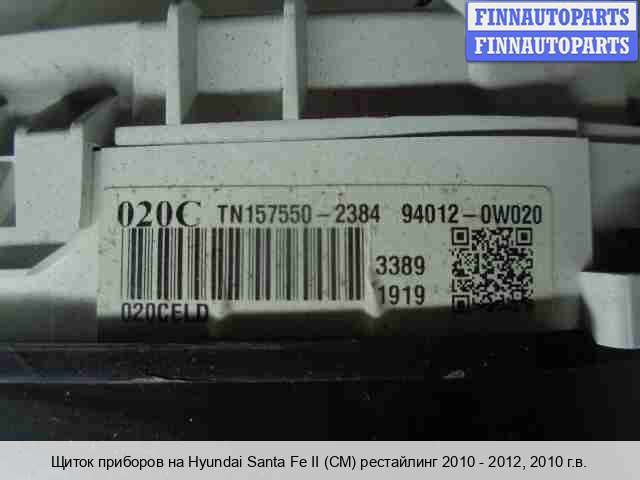 FINNAUTOPARTS
FINNAUTOPARTS
020C TN157550-2384 94012-0W020
3389
1919
020CELD
Щиток приборов на Hyundai Santa Fe II (CM) рестайлинг 2010 - 2012, 2010 г.в.